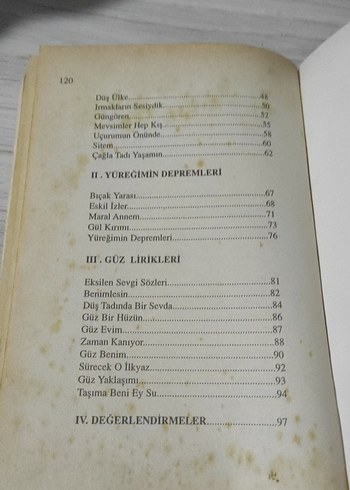 120
Düş Ülke 48
Irmakların Sesiydik 50
Güngören 52
Mevsimler Hep Kış 55
Uçurumun Önünde 58
Sitem 60
Çağla Tadı Yaşamın 62
II . YÜREĞİMİN DEPREMLERİ
Bıçak Yarası 67
Eskil İzler 68
Maral Annem 71
Gül Kırımı 73
Yüreğimin Depremleri 76
III . GÜZ LİRİKLERİ
Eksilen Sevgi Sözleri 81
Benimlesin 82
Düş Tadında Bir Sevda 84
Güz Bir Hüzün 86
Güz Evim 87
Zaman Kanıyor 88
Güz Benim 90
Sürecek O İlkyaz 92
Güz Yaklaşımı 93
Taşıma Beni Ey Su 94
IV. DEĞERLENDİRMELER 97